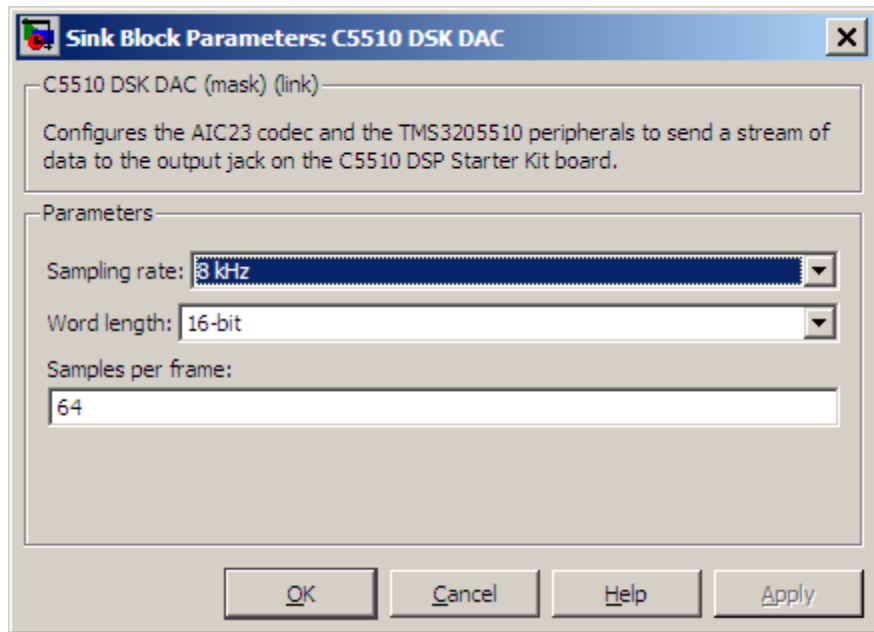 Sink Block Parameters: C5510 DSK DAC
C5510 DSK DAC (mask) (link)
Configures the AIC23 codec and the TMS3205510 peripherals to send a stream of
data to the output jack on the C5510 DSP Starter Kit board.
Parameters
Sampling rate: 8 kHz
Word length: 16-bit
Samples per frame:
64
OK Cancel Help Apply